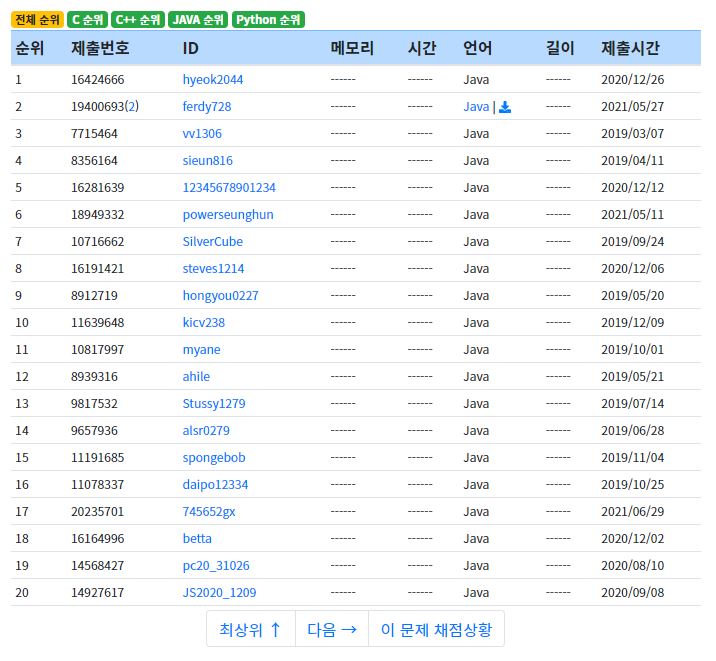 전체 순위 C 순위 C++ 순위 JAVA 순위 Python 순위
순위 제출번호 ID 메모리 시간 언어 길이 제출시간
1 16424666 hyeok2044 ------ ------ Java ------ 2020/12/26
2 19400693(2) ferdy728 ------ ------ Java | ------ 2021/05/27
3 7715464 vv1306 ------ ------ Java ------ 2019/03/07
4 8356164 sieun816 ------ ------ Java ------ 2019/04/11
5 16281639 12345678901234 ------ ------ Java ------ 2020/12/12
6 18949332 powerseunghun ------ ------ Java ------ 2021/05/11
7 10716662 SilverCube ------ ------ Java ------ 2019/09/24
8 16191421 steves1214 ------ ------ Java ------ 2020/12/06
9 8912719 hongyou0227 ------ ------ Java ------ 2019/05/20
10 11639648 kicv238 ------ ------ Java ------ 2019/12/09
11 10817997 myane ------ ------ Java ------ 2019/10/01
12 8939316 ahile ------ ------ Java ------ 2019/05/21
13 9817532 Stussy1279 ------ ------ Java ------ 2019/07/14
14 9657936 alsr0279 ------ ------ Java ------ 2019/06/28
15 11191685 spongebob ------ ------ Java ------ 2019/11/04
16 11078337 daipo12334 ------ ------ Java ------ 2019/10/25
17 20235701 745652gx ------ ------ Java ------ 2021/06/29
18 16164996 betta ------ ------ Java ------ 2020/12/02
19 14568427 pc20_31026 ------ ------ Java ------ 2020/08/10
20 14927617 JS2020_1209 ------ ------ Java ------ 2020/09/08
최상위 ↑ 다음 → 이 문제 채점상황